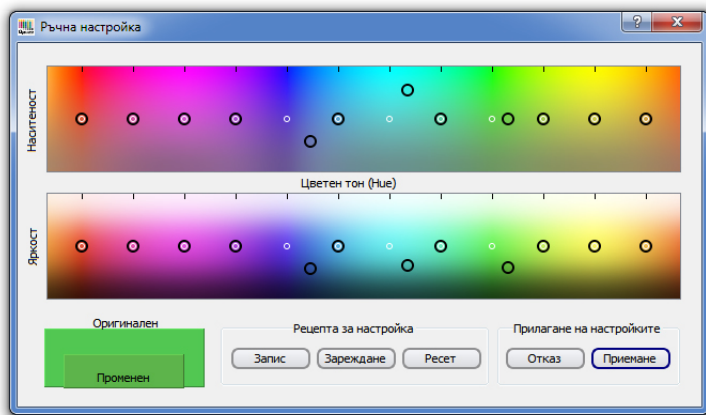 Ръчна настройка
Наситеност
Цветен тон (Hue)
Яркост
Оригинален
Променен
Рецепта за настройка
Запис
Зареждане
Ресет
Прилагане на настройките
Отказ
Приемане